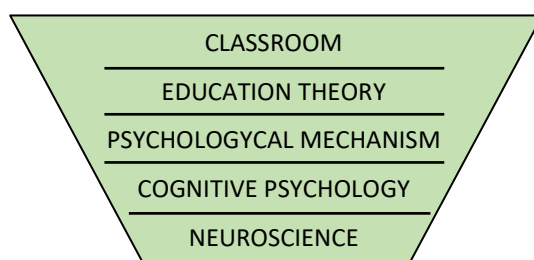 CLASSROOM
EDUCATION THEORY
PSYCHOLOGYCAL MECHANISM
COGNITIVE PSYCHOLOGY
NEUROSCIENCE